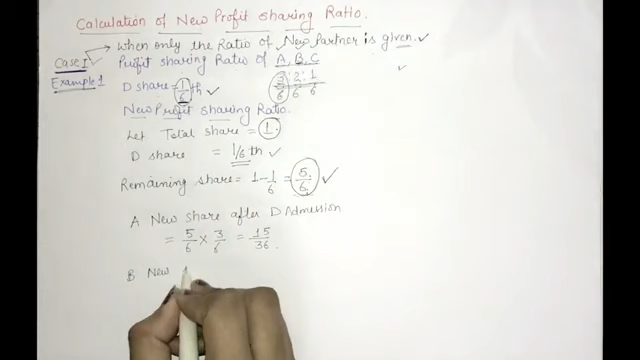 Calculation of New Profit sharing Ratio.
When only the Ratio of New Partner is given.
Case I
Profit sharing Ratio of A, B, C
Example 1
3 : 2 : 1
6 6 6
D share = 1/6 th
New Profit sharing Ratio.
Let Total share = 1.
D share = 1/6 th
Remaining share = 1 - 1/6 = 5/6
A New share after D Admission
= 5/6 × 3/6 = 15/36.
B New